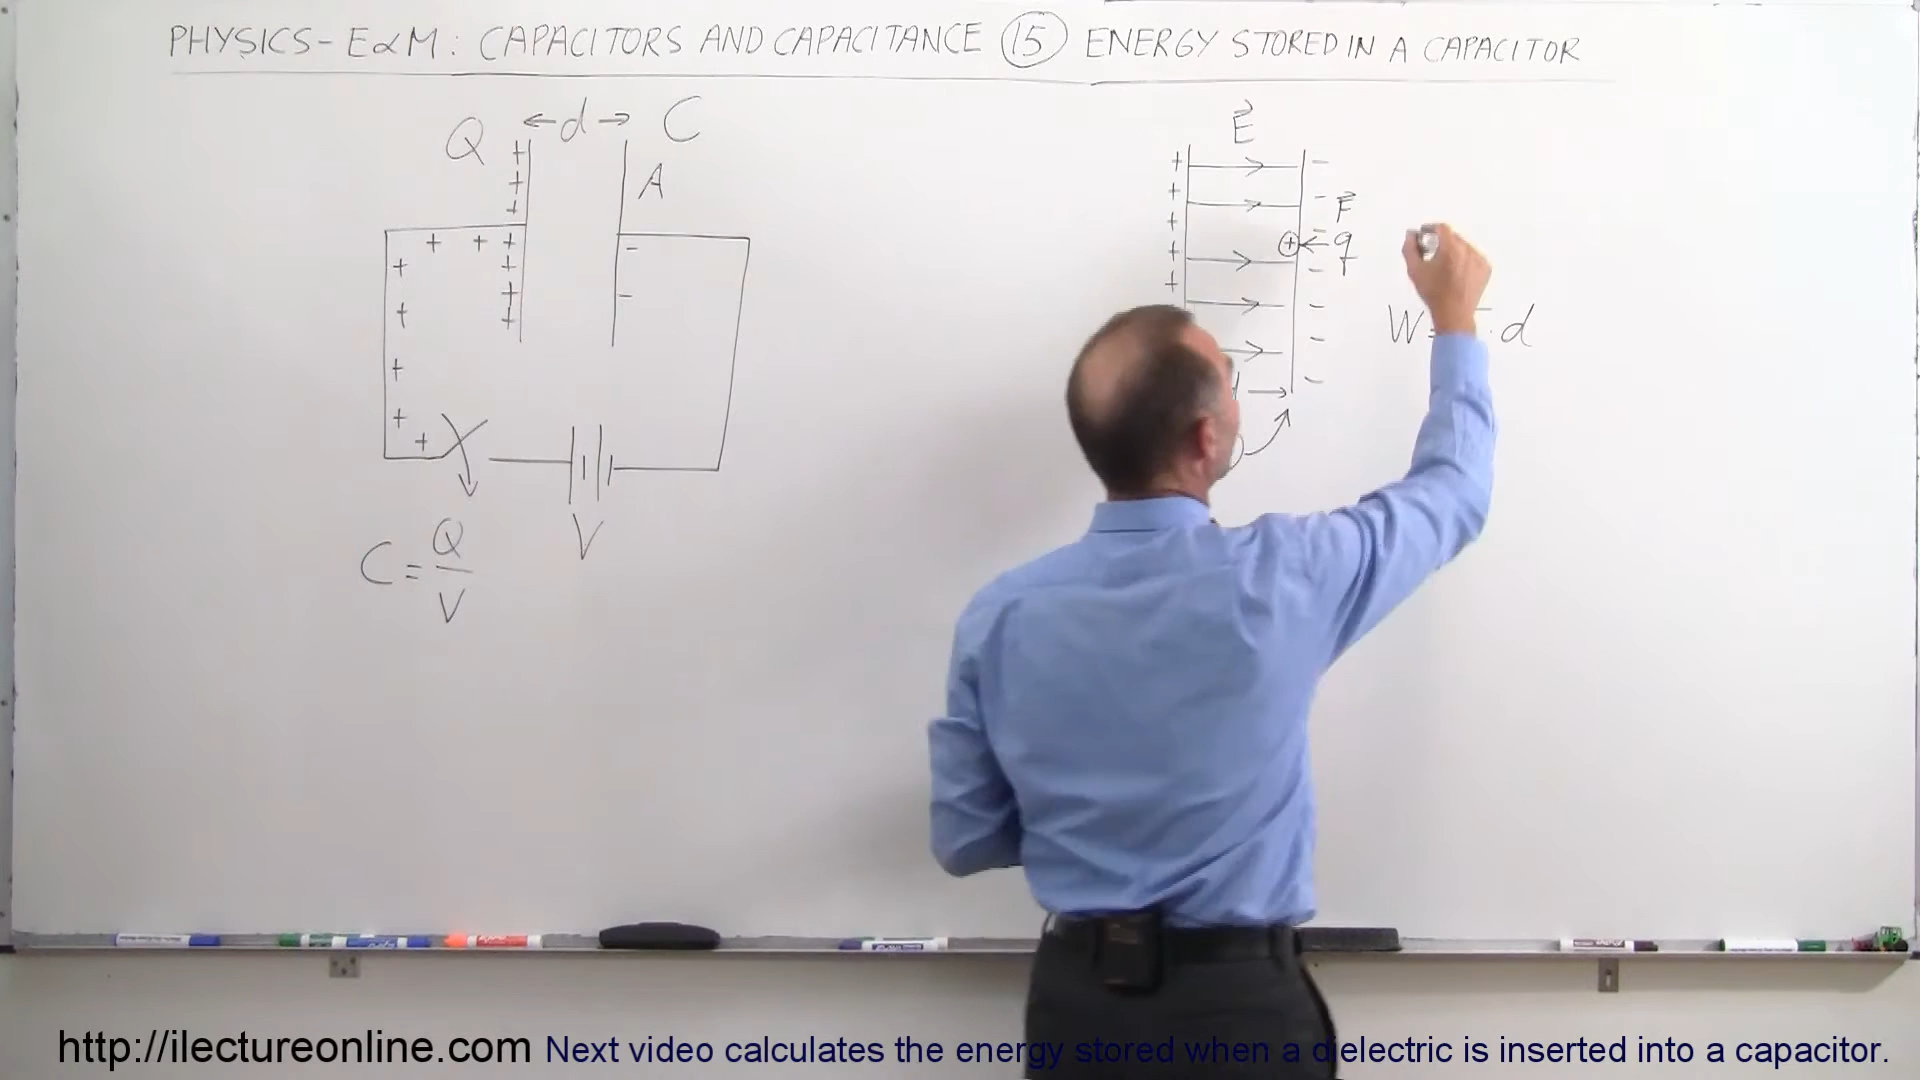 PHYSICS - E&M: CAPACITORS AND CAPACITANCE (15) ENERGY STORED IN A CAPACITOR
Q ←d→ C
A
+ + + + + + + + + + + + + + +
- -
C = Q/V
V
E
+ + + + +
- - - - - - -
F
+ ← q
W = . d
http://ilectureonline.com Next video calculates the energy stored when a dielectric is inserted into a capacitor.